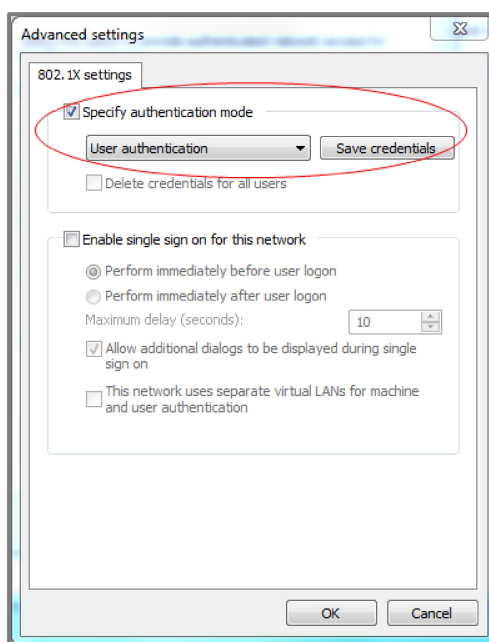 Advanced settings
802.1X settings
Specify authentication mode
User authentication Save credentials
Delete credentials for all users
Enable single sign on for this network
Perform immediately before user logon
Perform immediately after user logon
Maximum delay (seconds): 10
Allow additional dialogs to be displayed during single
sign on
This network uses separate virtual LANs for machine
and user authentication
OK Cancel